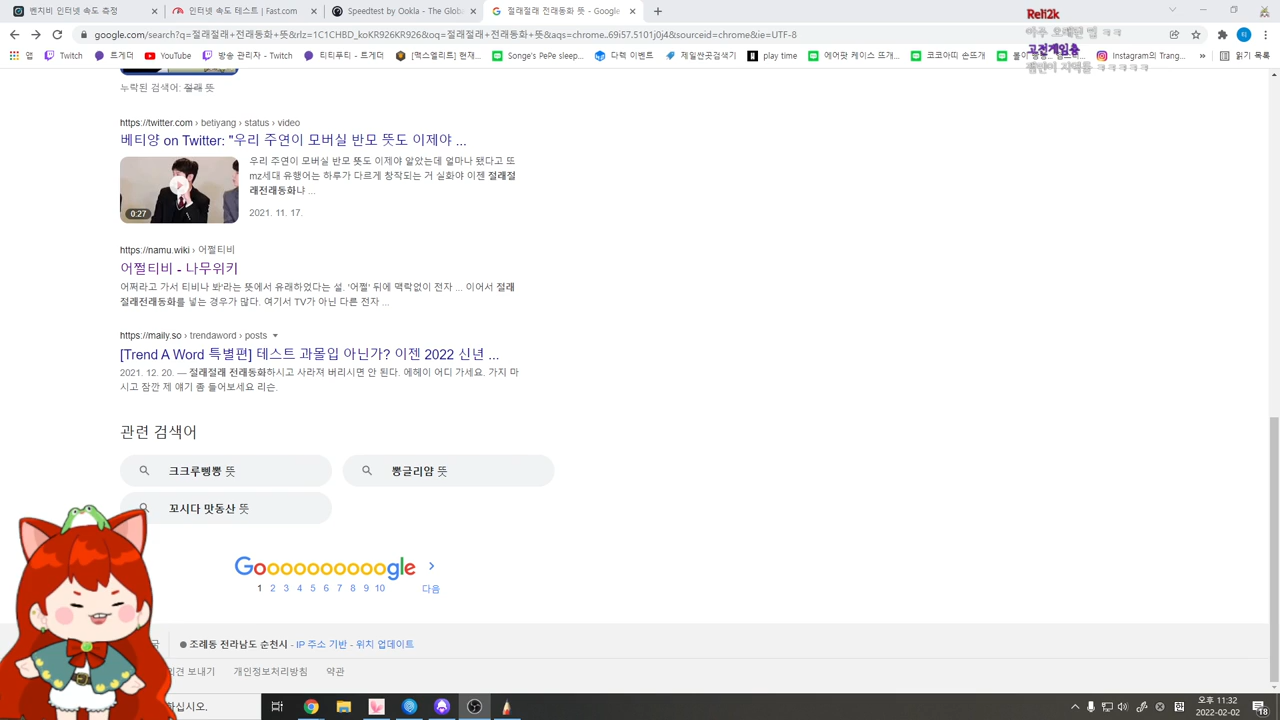 벤치비 인터넷 속도 측정
인터넷 속도 테스트 | Fast.com
Speedtest by Ookla - The Glob
절래절래 전래동화 뜻 - Google
Reli2k
고전게임출
google.com/search?q=절래절래+전래동화+뜻&rlz=1C1
KR926&oq=절래절래+전래동화+뜻&aqs=chrome..69i57.5101j0j4&sourceid=chrome&ie=UTF-8
앱
Twitch
트게더
YouTube
방송 관리자 - Twitch
[맥스엘리트] 현재...
Songe's PePe sleep...
다렉 이벤트
제일싼곳검색기
play time
에어팟 케이스 뜨개...
코코아띠 손뜨개
Instagram의 Trang...
»
읽기 목록
누락된 검색어: 절래 뜻
https://twitter.com › betiyang › status › video
베티양 on Twitter: "우리 주연이 모버실 반모 뜻도 이제야 ...
우리 주연이 모버실 반모 뜻도 이제야 알았는데 얼마나 됐다고 또
mz세대 유행어는 하루가 다르게 창작되는 거 실화야 이젠 절래절
래전래동화냐 ...
0:27
2021. 11. 17.
https://namu.wiki › 어쩔티비
어쩔티비 - 나무위키
어쩌라고 가서 티비나 봐'라는 뜻에서 유래하였다는 설. '어쩔' 뒤에 맥락없이 전자 ... 이어서 절래
절래전래동화를 넣는 경우가 많다. 여기서 TV가 아닌 다른 전자 ...
https://maily.so › trendaword › posts
[Trend A Word 특별편] 테스트 과몰입 아닌가? 이젠 2022 신년 ...
2021. 12. 20. — 절래절래 전래동화하시고 사라져 버리시면 안 된다. 에헤이 어디 가세요. 가지 마
시고 잠깐 제 얘기 좀 들어보세요 리슨.
관련 검색어
크크루삥뽕 뜻
뽕글리얍 뜻
꼬시다 맛동산 뜻
Goooooooooogle
1 2 3 4 5 6 7 8 9 10
다음
조례동 전라남도 순천시 - IP 주소 기반 - 위치 업데이트
의견 보내기
개인정보처리방침
약관
하십시오.
오후 11:32
2022-02-02
18